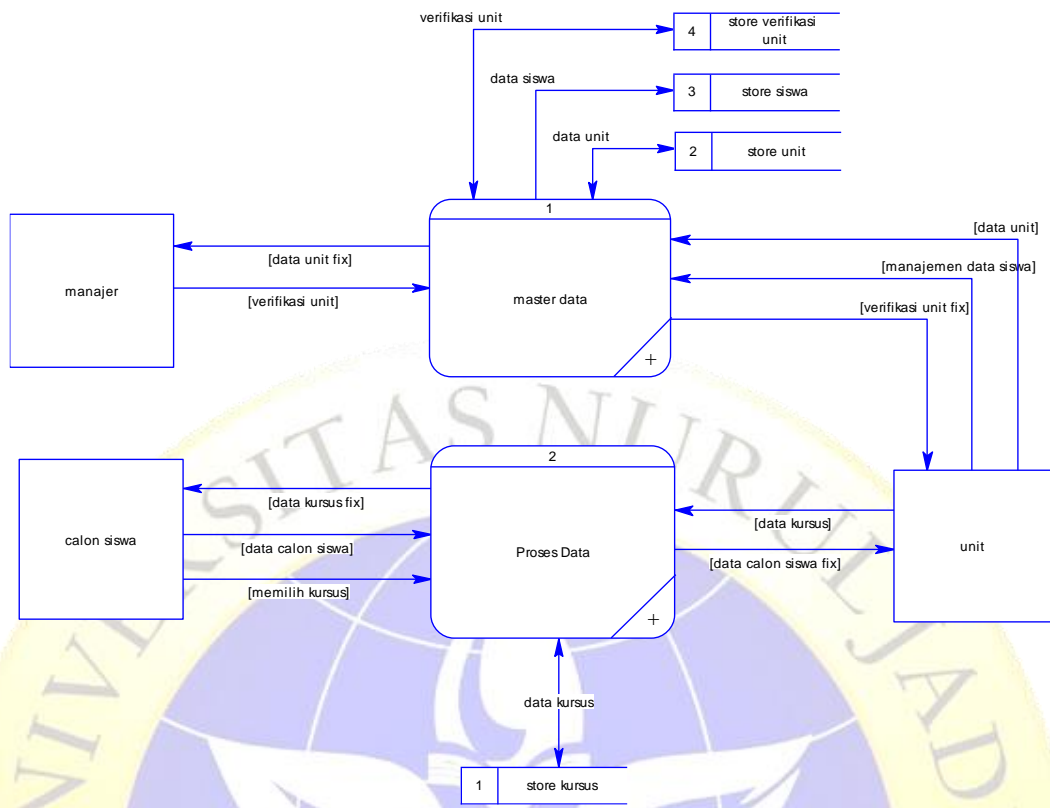 verifikasi unit
4
store verifikasi
unit
data siswa
3
store siswa
data unit
2
store unit
1
master data
+
manajer
[data unit fix]
[verifikasi unit]
[data unit]
[manajemen data siswa]
[verifikasi unit fix]
2
Proses Data
+
calon siswa
[data kursus fix]
[data calon siswa]
[memilih kursus]
[data kursus]
[data calon siswa fix]
unit
data kursus
1
store kursus
NIVERSITAS NURUL JAD